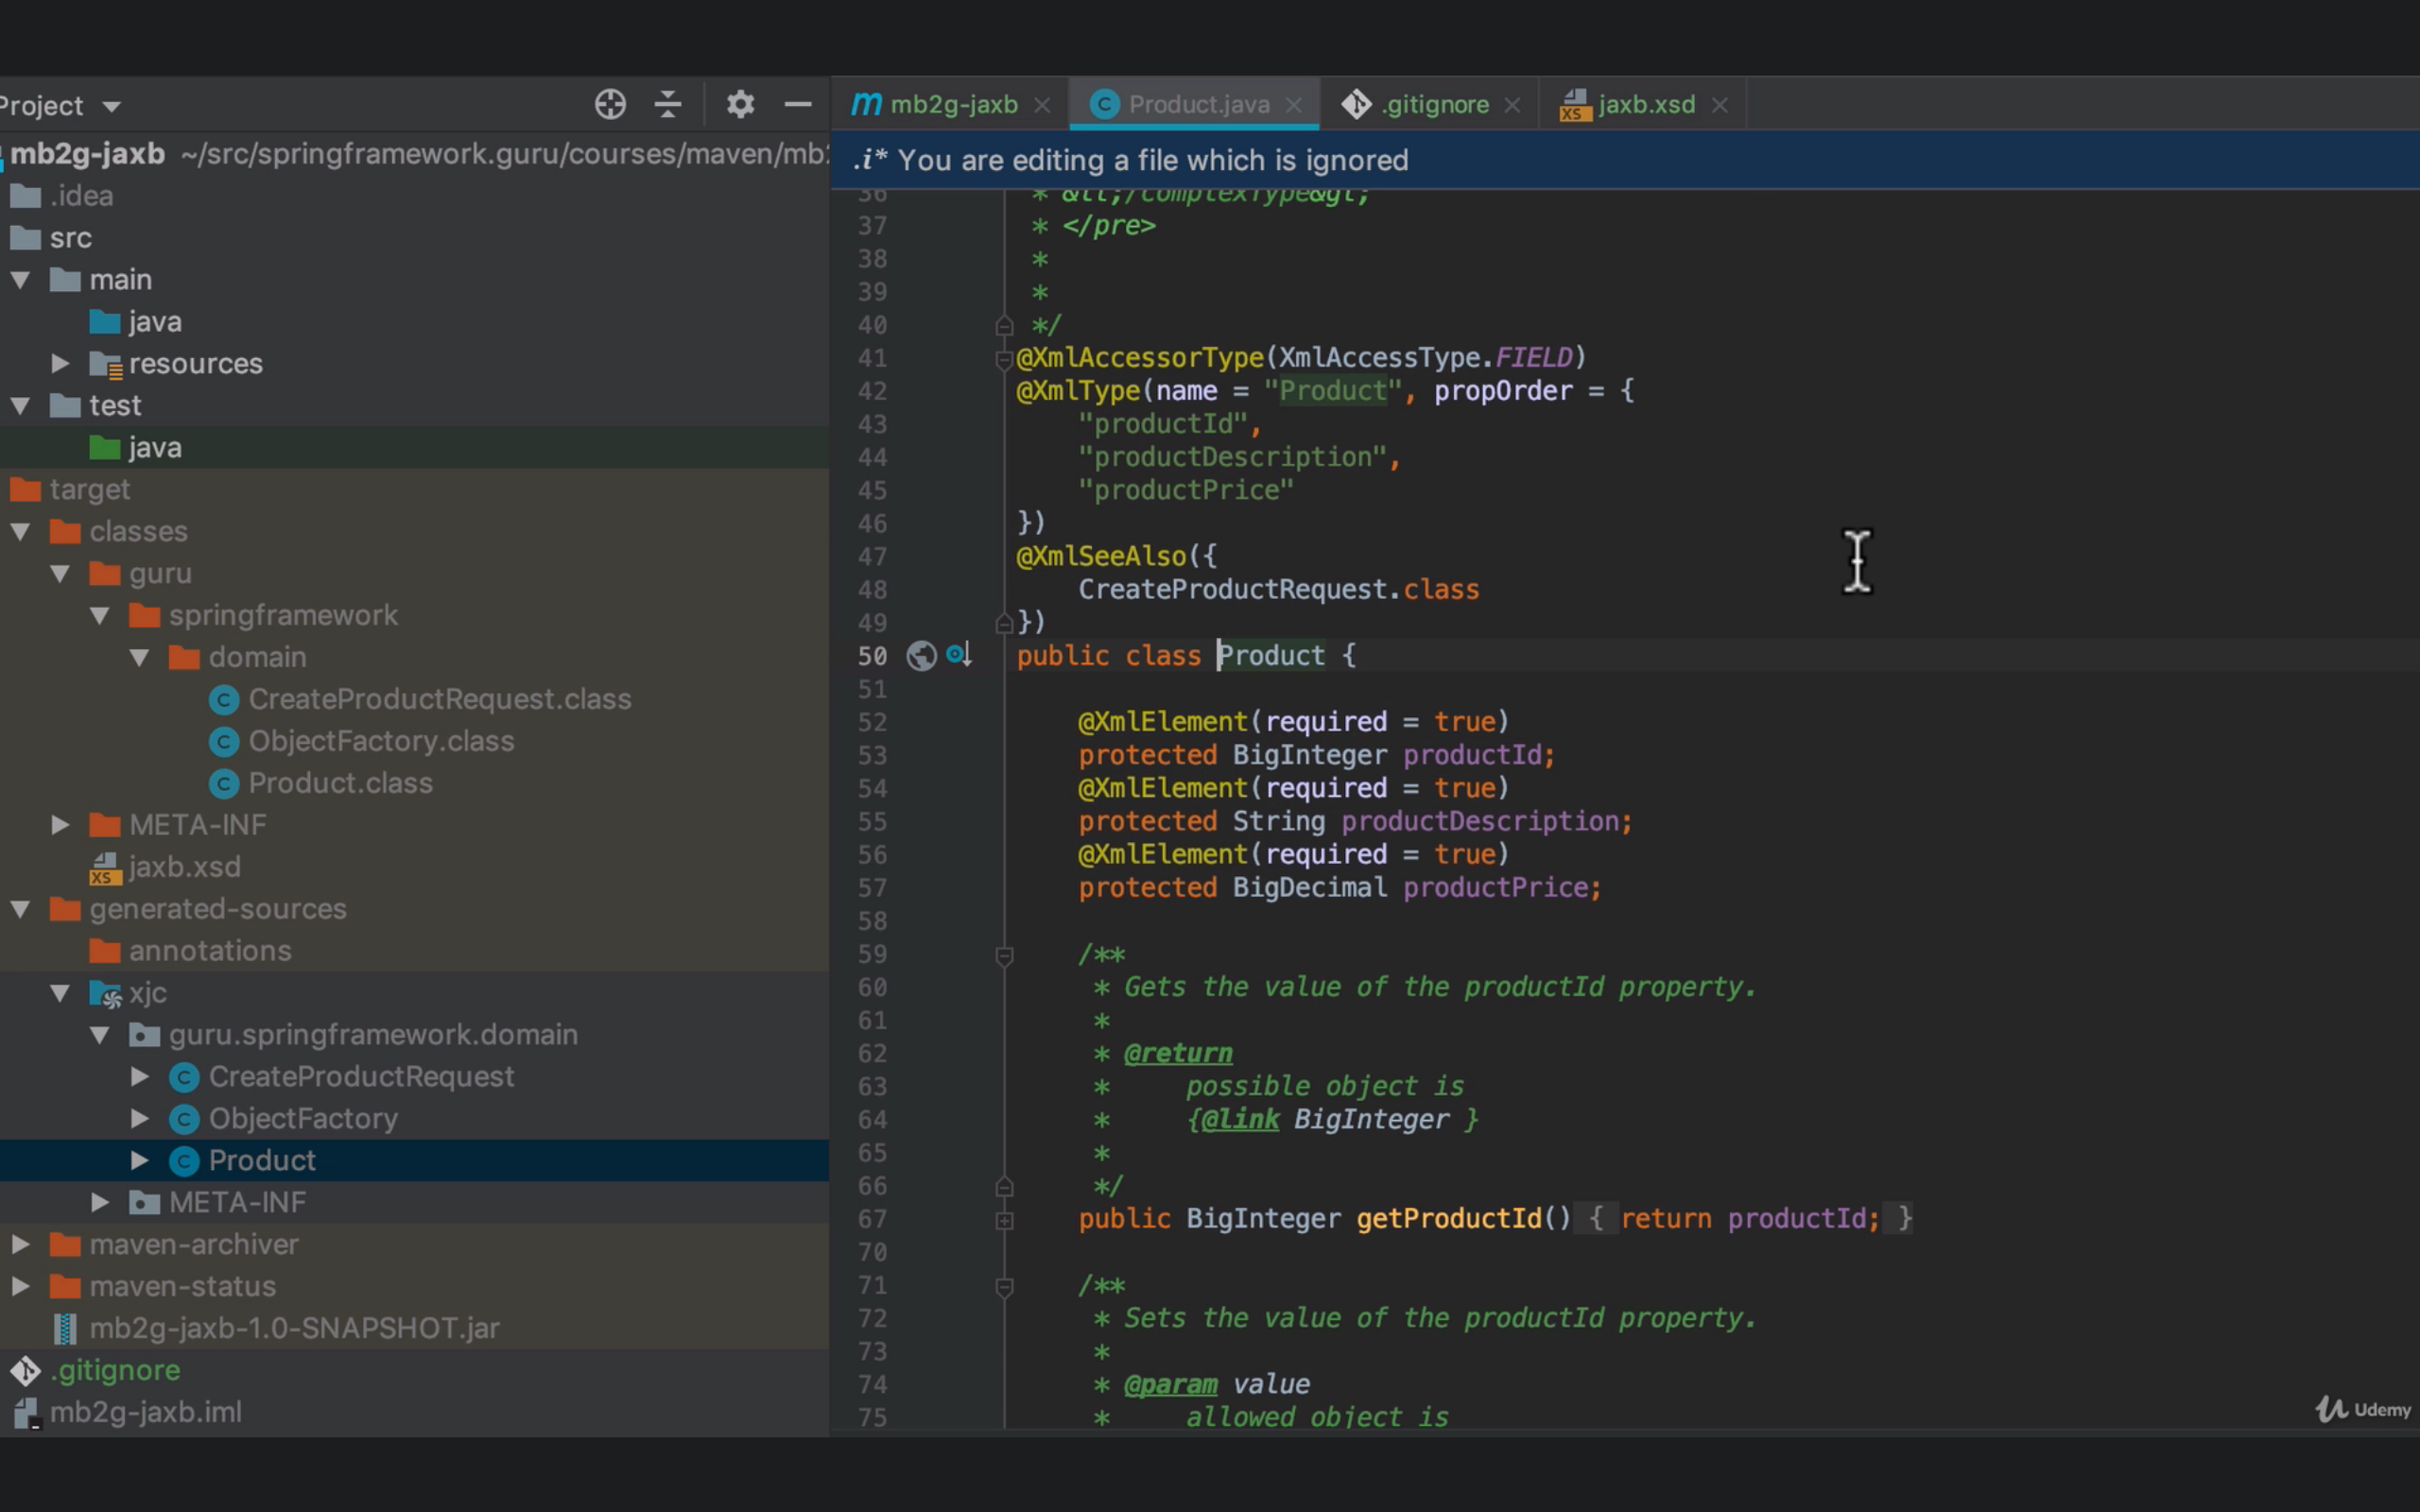 Project
mb2g-jaxb ~/src/springframework.guru/courses/maven/mb2
.idea
src
main
java
resources
test
java
target
classes
guru
springframework
domain
CreateProductRequest.class
ObjectFactory.class
Product.class
META-INF
XS jaxb.xsd
generated-sources
annotations
xjc
guru.springframework.domain
CreateProductRequest
ObjectFactory
Product
META-INF
maven-archiver
maven-status
mb2g-jaxb-1.0-SNAPSHOT.jar
.gitignore
mb2g-jaxb.iml
m mb2g-jaxb × C Product.java × .gitignore × XS jaxb.xsd ×
.i* You are editing a file which is ignored
36 * &lt;/complexType&gt;
37 * </pre>
38 *
39 *
40 */
41 @XmlAccessorType(XmlAccessType.FIELD)
42 @XmlType(name = "Product", propOrder = {
43 "productId",
44 "productDescription",
45 "productPrice"
46 })
47 @XmlSeeAlso({
48 CreateProductRequest.class
49 })
50 public class Product {
51
52 @XmlElement(required = true)
53 protected BigInteger productId;
54 @XmlElement(required = true)
55 protected String productDescription;
56 @XmlElement(required = true)
57 protected BigDecimal productPrice;
58
59 /**
60 * Gets the value of the productId property.
61 *
62 * @return
63 * possible object is
64 * {@link BigInteger }
65 *
66 */
67 public BigInteger getProductId() { return productId; }
70
71 /**
72 * Sets the value of the productId property.
73 *
74 * @param value
75 * allowed object is
Udemy